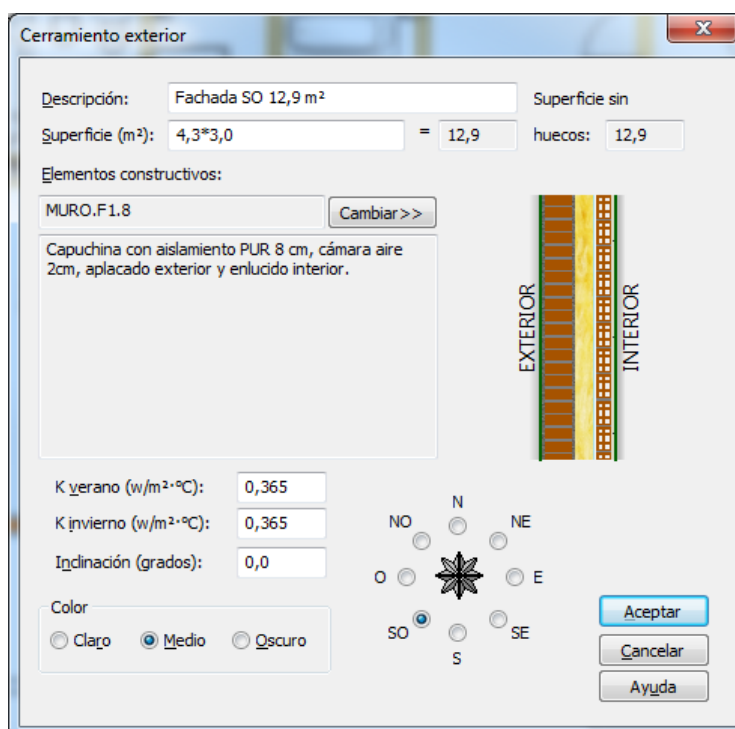 Cerramiento exterior
x
Descripción: Fachada SO 12,9 m² Superficie sin
Superficie (m²): 4,3*3,0 = 12,9 huecos: 12,9
Elementos constructivos:
MURO.F1.8 Cambiar>>
Capuchina con aislamiento PUR 8 cm, cámara aire
2cm, aplacado exterior y enlucido interior.
EXTERIOR
INTERIOR
K verano (w/m²·ºC): 0,365
K invierno (w/m²·ºC): 0,365
Inclinación (grados): 0,0
N
NO NE
O E
SO SE
S
Color
Claro Medio Oscuro
Aceptar
Cancelar
Ayuda